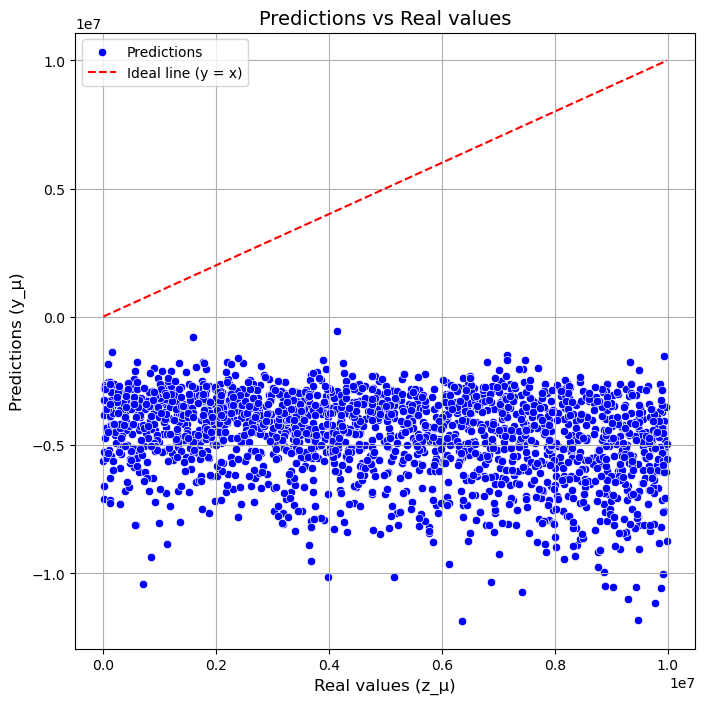 Predictions vs Real values
1e7
Predictions
Ideal line (y = x)
1.0
0.5
0.0
−0.5
−1.0
Predictions (y_μ)
0.0 0.2 0.4 0.6 0.8 1.0
1e7
Real values (z_μ)